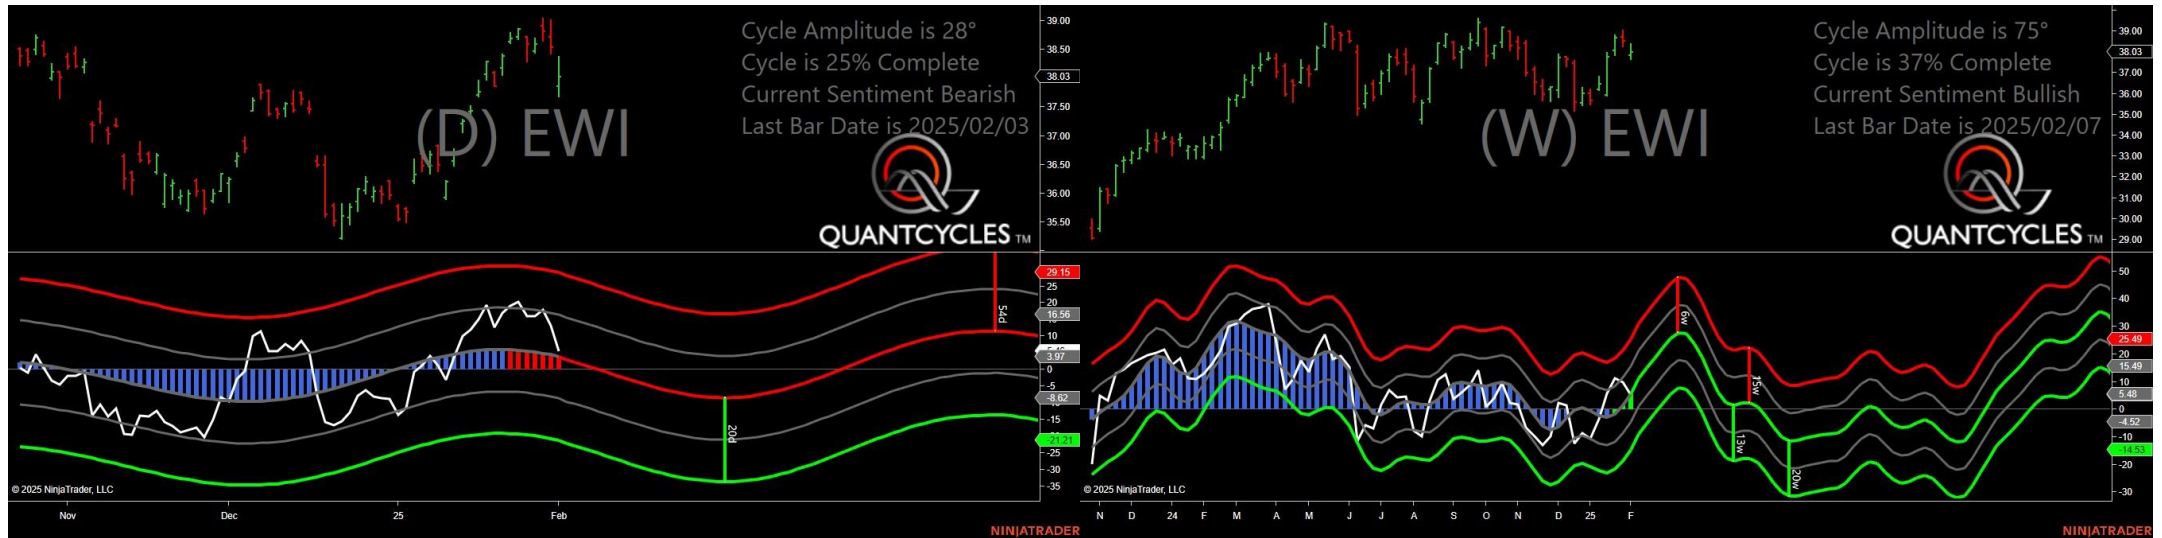 Cycle Amplitude is 28°
Cycle is 25% Complete
Current Sentiment Bearish
Last Bar Date is 2025/02/03
(D) EWI
QUANTCYCLES TM
39.00
38.50
38.03
37.50
37.00
36.50
36.00
35.50
29.15
25
20
16.56
10
3.97
0
-5
-8.62
-15
-21.21
-25
-30
-35
54d
20d
© 2025 NinjaTrader, LLC
Nov
Dec
25
Feb
NINJATRADER
Cycle Amplitude is 75°
Cycle is 37% Complete
Current Sentiment Bullish
Last Bar Date is 2025/02/07
(W) EWI
QUANTCYCLES TM
39.00
38.03
37.00
36.00
35.00
34.00
33.00
32.00
31.00
30.00
29.00
50
40
30
25.49
20
15.49
10
5.48
0
-4.52
-10
-14.53
-20
-30
6w
15w
13w
20w
© 2025 NinjaTrader, LLC
N
D
24
F
M
A
M
J
J
A
S
O
N
D
25
F
NINJATRADER